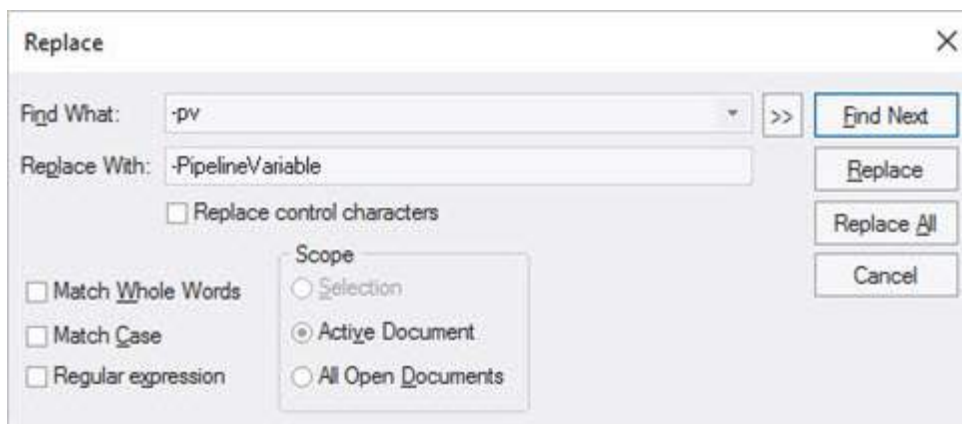 Replace
Find What: -pv >> Find Next
Replace With: -PipelineVariable Replace
Replace control characters Replace All
Scope Cancel
Match Whole Words Selection
Match Case Active Document
Regular expression All Open Documents